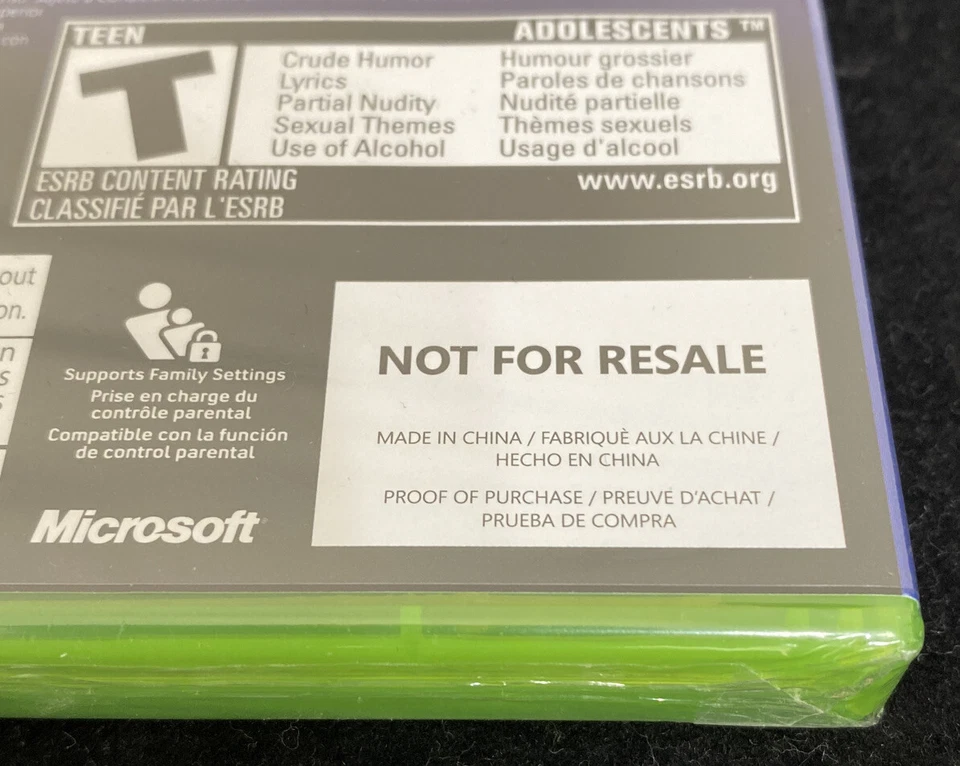 con
TEEN
ADOLESCENTS ™
T
Crude Humor
Lyrics
Partial Nudity
Sexual Themes
Use of Alcohol
Humour grossier
Paroles de chansons
Nudité partielle
Thèmes sexuels
Usage d'alcool
ESRB CONTENT RATING
www.esrb.org
CLASSIFIÉ PAR L'ESRB
out
on.
Supports Family Settings
Prise en charge du
contrôle parental
Compatible con la función
de control parental
Microsoft
NOT FOR RESALE
MADE IN CHINA / FABRIQUÈ AUX LA CHINE /
HECHO EN CHINA
PROOF OF PURCHASE / PREUVE D'ACHAT /
PRUEBA DE COMPRA